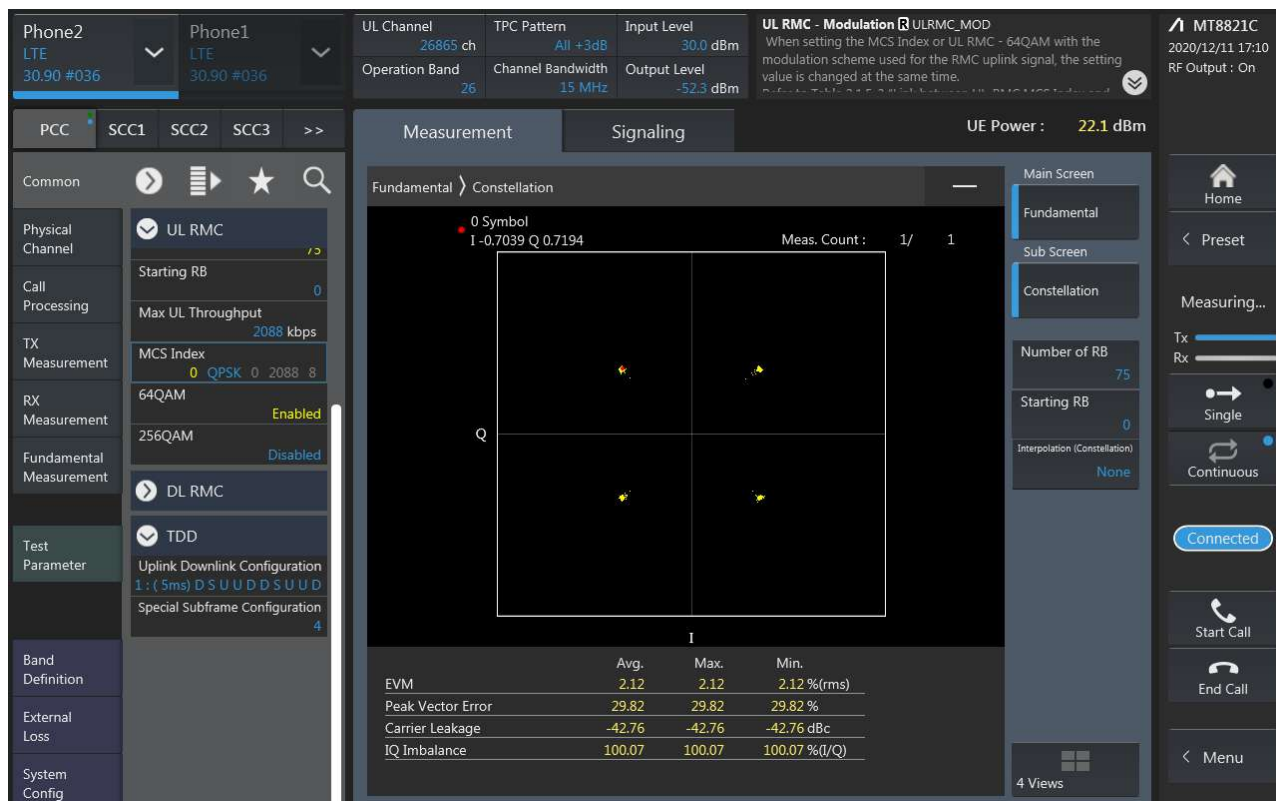 Phone2
LTE
30.90 #036
Phone1
LTE
30.90 #036
UL Channel
26865 ch
TPC Pattern
All +3dB
Input Level
30.0 dBm
Operation Band
26
Channel Bandwidth
15 MHz
Output Level
-52.3 dBm
UL RMC - Modulation R ULRMC_MOD
When setting the MCS Index or UL RMC - 64QAM with the
modulation scheme used for the RMC uplink signal, the setting
value is changed at the same time.
MT8821C
2020/12/11 17:10
RF Output : On
PCC
SCC1
SCC2
SCC3
>>
Measurement
Signaling
UE Power : 22.1 dBm
Common
Physical
Channel
Call
Processing
TX
Measurement
RX
Measurement
Fundamental
Measurement
Test
Parameter
Band
Definition
External
Loss
System
Config
UL RMC
75
Starting RB
0
Max UL Throughput
2088 kbps
MCS Index
0 QPSK 0 2088 8
64QAM
Enabled
256QAM
Disabled
DL RMC
TDD
Uplink Downlink Configuration
1 : ( 5ms) D S U U D D S U U D
Special Subframe Configuration
4
Fundamental > Constellation
0 Symbol
I -0.7039 Q 0.7194
Meas. Count : 1/ 1
Q
I
Avg. Max. Min.
EVM 2.12 2.12 2.12 %(rms)
Peak Vector Error 29.82 29.82 29.82 %
Carrier Leakage -42.76 -42.76 -42.76 dBc
IQ Imbalance 100.07 100.07 100.07 %(I/Q)
Main Screen
Fundamental
Sub Screen
Constellation
Number of RB
75
Starting RB
0
Interpolation (Constellation)
None
4 Views
Home
< Preset
Measuring...
Tx
Rx
Single
Continuous
Connected
Start Call
End Call
< Menu